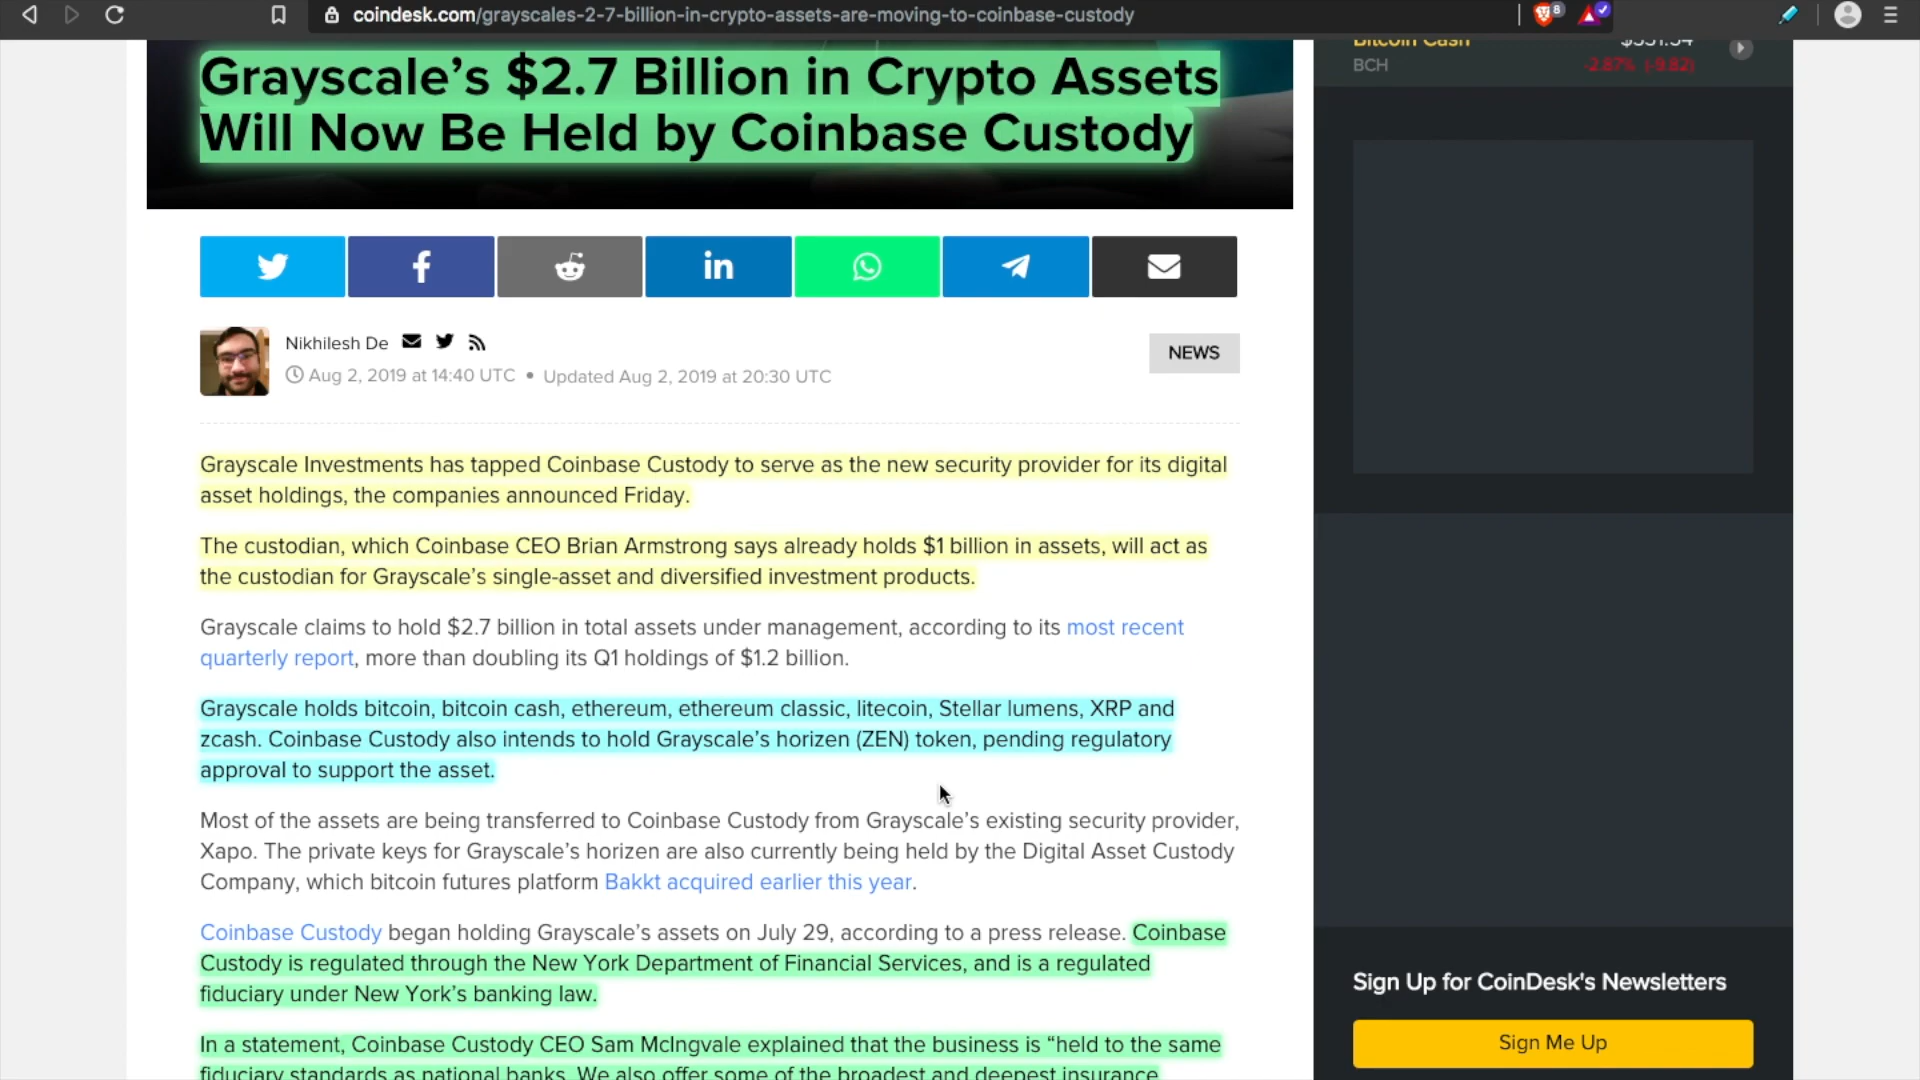 coindesk.com/grayscales-2-7-billion-in-crypto-assets-are-moving-to-coinbase-custody
8
Grayscale’s $2.7 Billion in Crypto Assets
Will Now Be Held by Coinbase Custody
Bitcoin Cash
BCH
-2.87% (-9.82)
Nikhilesh De
Aug 2, 2019 at 14:40 UTC • Updated Aug 2, 2019 at 20:30 UTC
NEWS
Grayscale Investments has tapped Coinbase Custody to serve as the new security provider for its digital
asset holdings, the companies announced Friday.
The custodian, which Coinbase CEO Brian Armstrong says already holds $1 billion in assets, will act as
the custodian for Grayscale’s single-asset and diversified investment products.
Grayscale claims to hold $2.7 billion in total assets under management, according to its most recent
quarterly report, more than doubling its Q1 holdings of $1.2 billion.
Grayscale holds bitcoin, bitcoin cash, ethereum, ethereum classic, litecoin, Stellar lumens, XRP and
zcash. Coinbase Custody also intends to hold Grayscale’s horizen (ZEN) token, pending regulatory
approval to support the asset.
Most of the assets are being transferred to Coinbase Custody from Grayscale’s existing security provider,
Xapo. The private keys for Grayscale’s horizen are also currently being held by the Digital Asset Custody
Company, which bitcoin futures platform Bakkt acquired earlier this year.
Coinbase Custody began holding Grayscale’s assets on July 29, according to a press release. Coinbase
Custody is regulated through the New York Department of Financial Services, and is a regulated
fiduciary under New York’s banking law.
In a statement, Coinbase Custody CEO Sam McIngvale explained that the business is “held to the same
fiduciary standards as national banks. We also offer some of the broadest and deepest insurance
Sign Up for CoinDesk's Newsletters
Sign Me Up